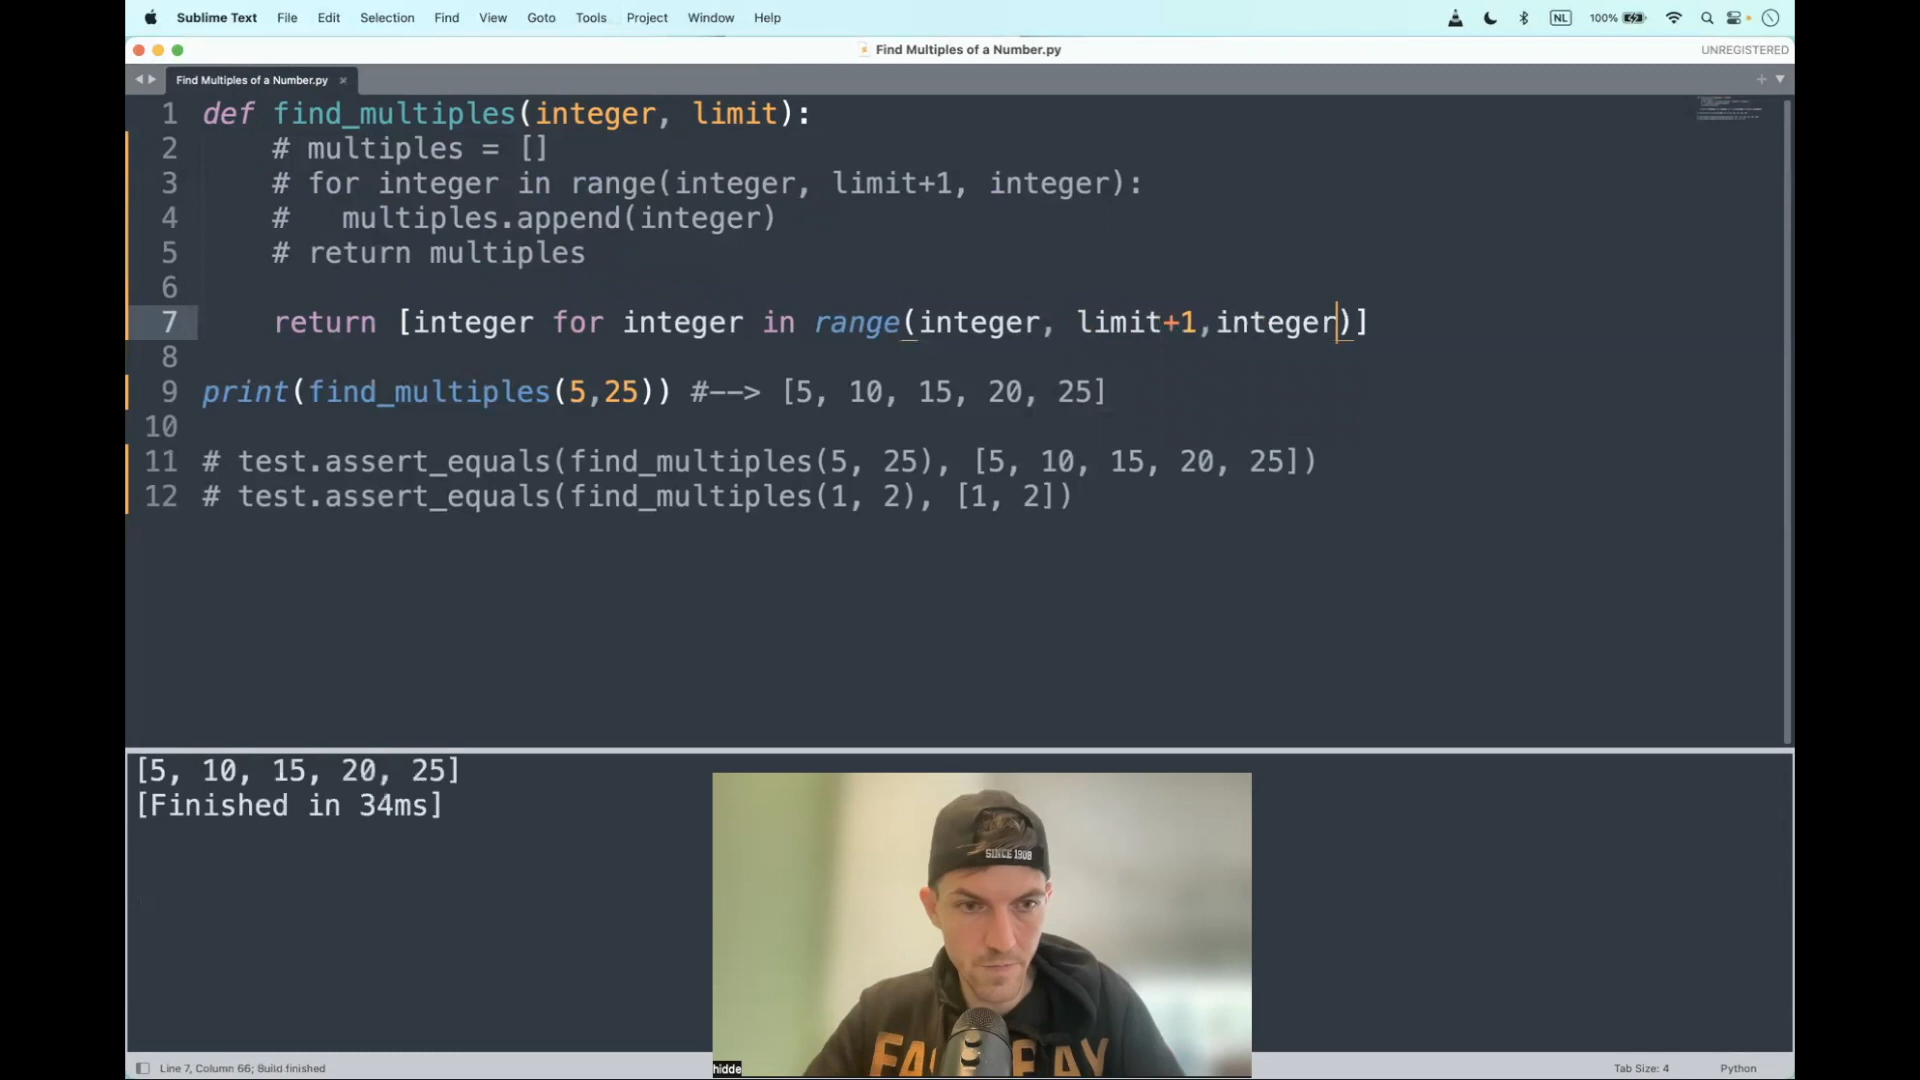 Sublime Text File Edit Selection Find View Goto Tools Project Window Help NL 100%
Find Multiples of a Number.py UNREGISTERED
Find Multiples of a Number.py ×
1 def find_multiples(integer, limit):
2 # multiples = []
3 # for integer in range(integer, limit+1, integer):
4 #   multiples.append(integer)
5 # return multiples
6
7 return [integer for integer in range(integer, limit+1,integer)]
8
9 print(find_multiples(5,25)) #--> [5, 10, 15, 20, 25]
10
11 # test.assert_equals(find_multiples(5, 25), [5, 10, 15, 20, 25])
12 # test.assert_equals(find_multiples(1, 2), [1, 2])
[5, 10, 15, 20, 25]
[Finished in 34ms]
SINCE 1908
hidde
Line 7, Column 66; Build finished Tab Size: 4 Python